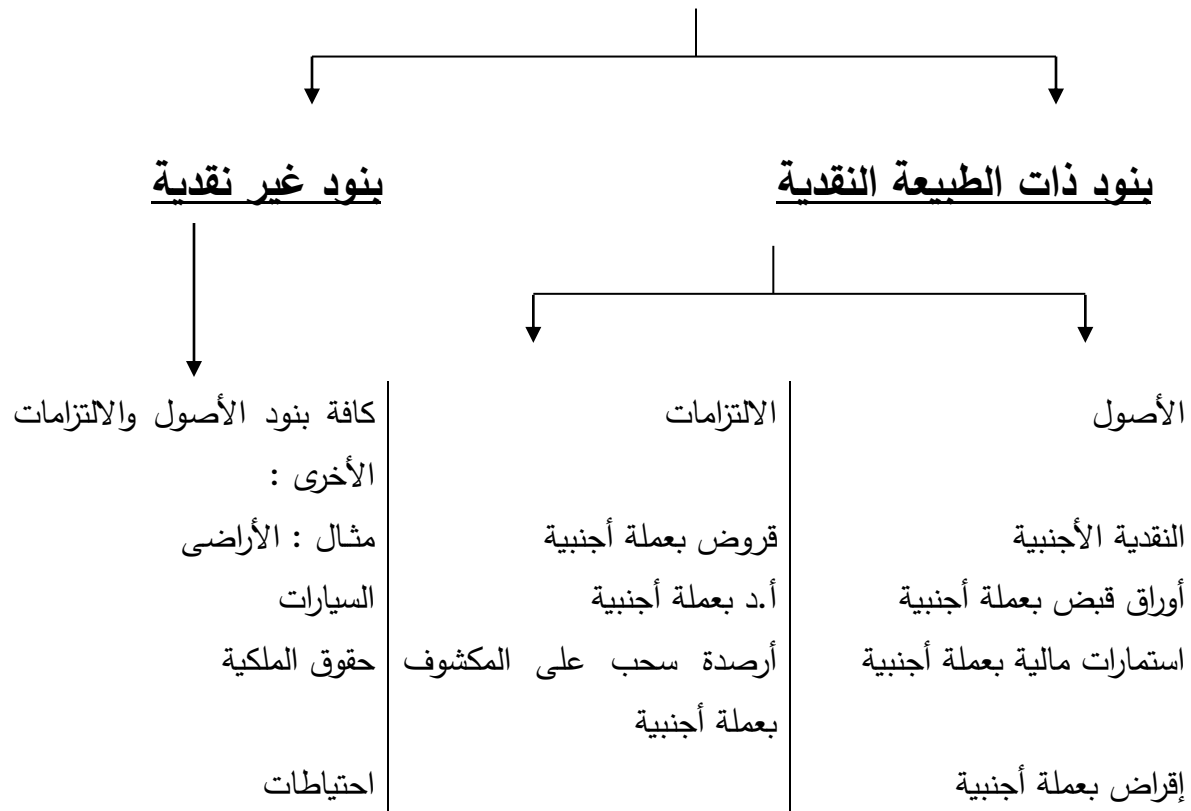 بنود ذات الطبيعة النقدية
بنود غير نقدية
الأصول
النقدية الأجنبية
أوراق قبض بعملة أجنبية
استمارات مالية بعملة أجنبية
إقراض بعملة أجنبية
الالتزامات
قروض بعملة أجنبية
أ.د بعملة أجنبية
أرصدة سحب على المكشوف
بعملة أجنبية
كافة بنود الأصول والالتزامات
الأخرى :
مثال : الأراضى
السيارات
حقوق الملكية
احتياطات